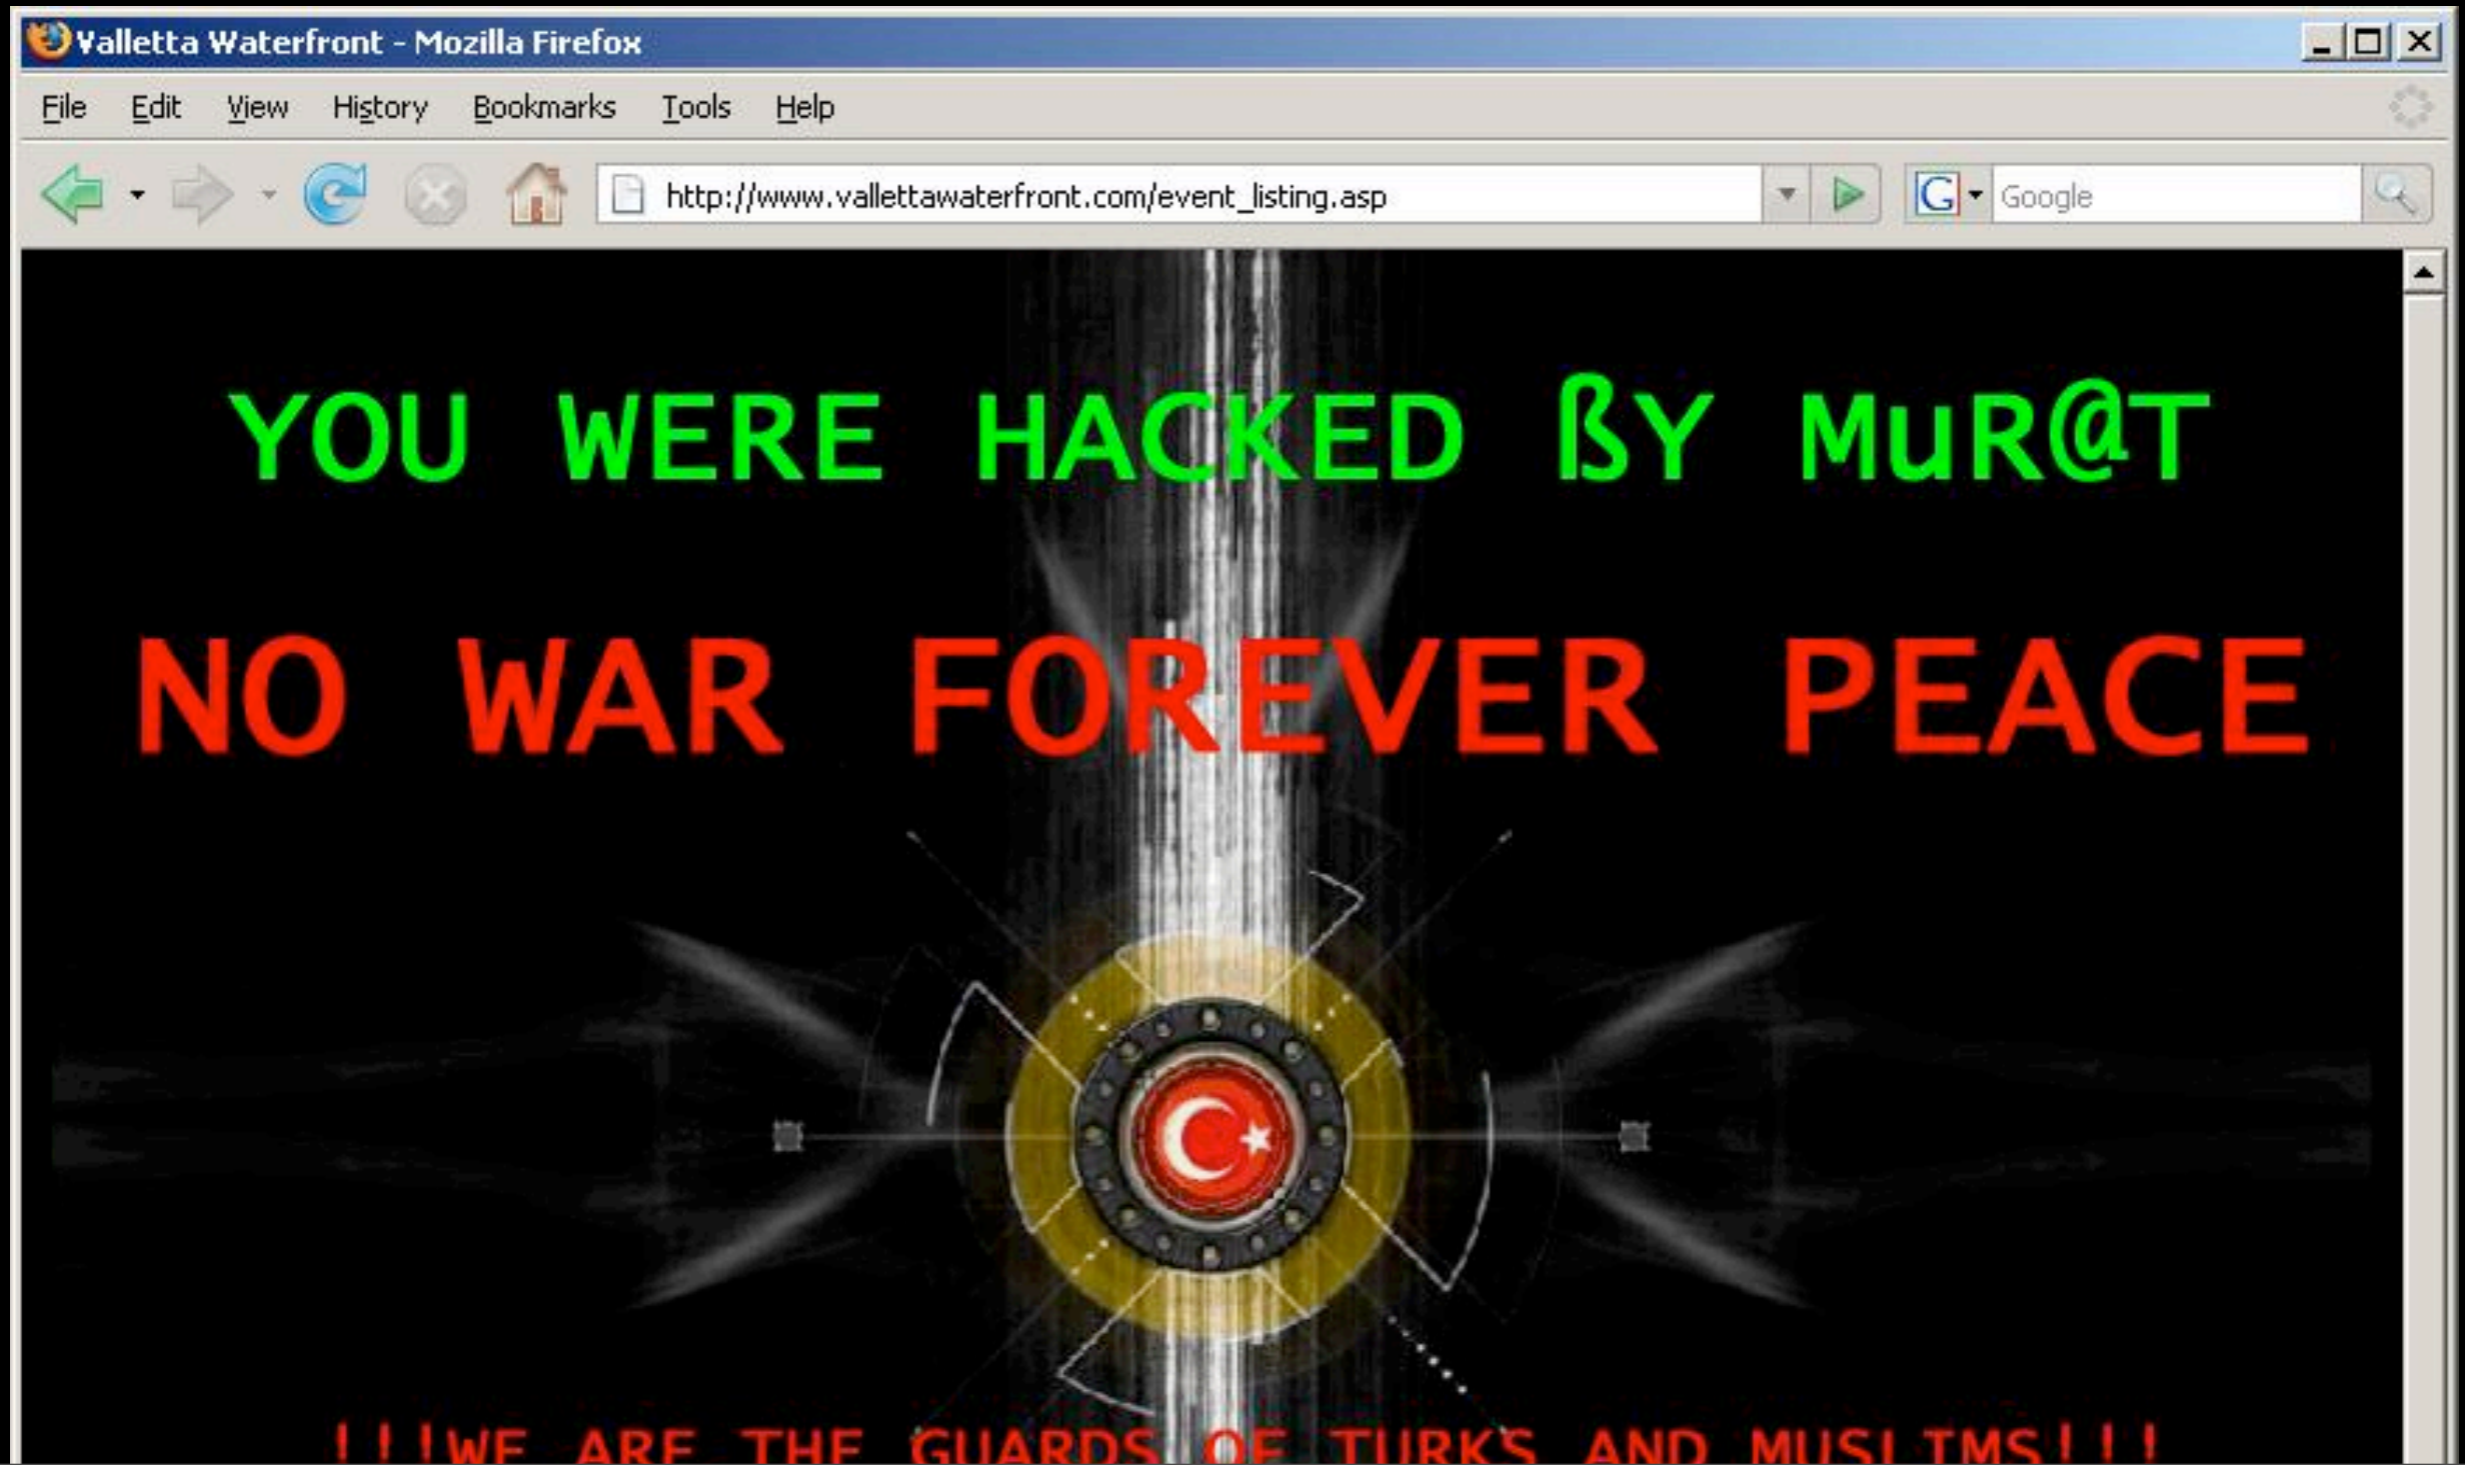 Valletta Waterfront - Mozilla Firefox
File Edit View History Bookmarks Tools Help
http://www.vallettawaterfront.com/event_listing.asp G Google
YOU WERE HACKED ßY MuR@T
NO WAR FOREVER PEACE
!!!WE ARE THE GUARDS OF TURKS AND MUSLIMS!!!